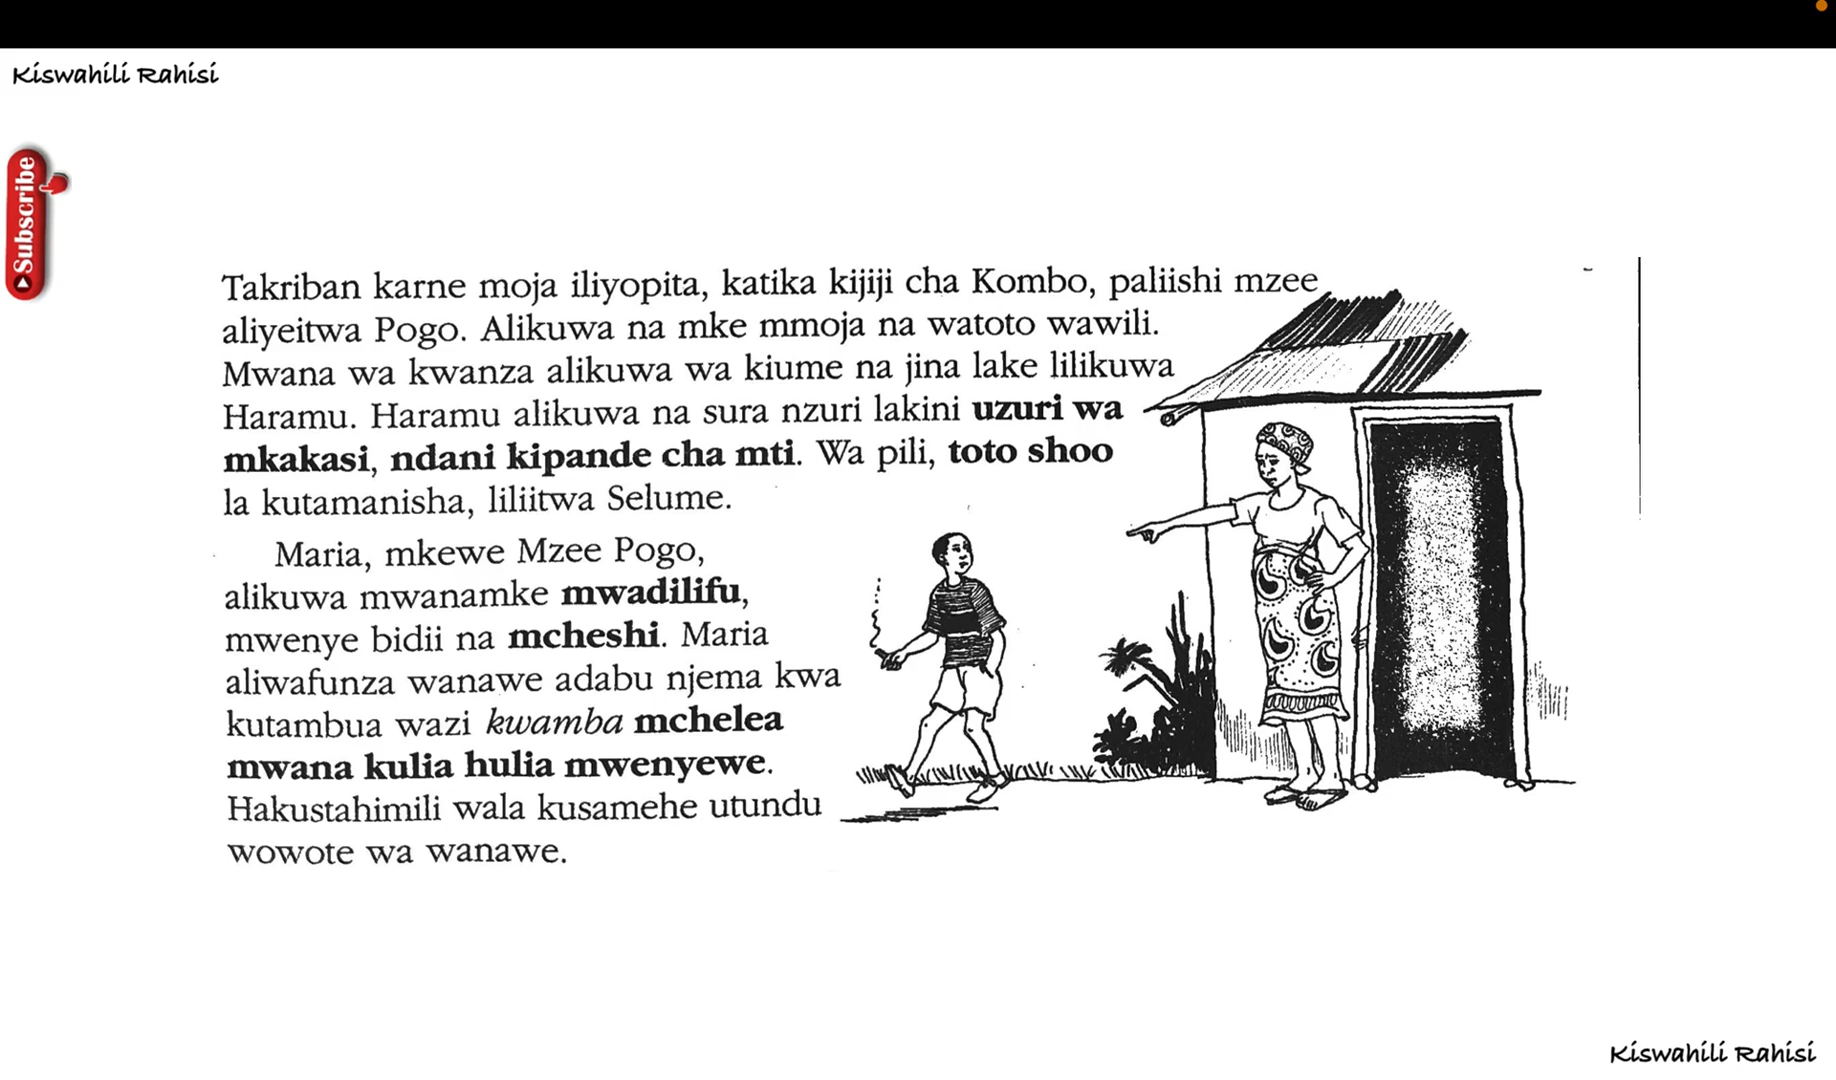 Kiswahili Rahisi
Subscribe
Takriban karne moja iliyopita, katika kijiji cha Kombo, paliishi mzee
aliyeitwa Pogo. Alikuwa na mke mmoja na watoto wawili.
Mwana wa kwanza alikuwa wa kiume na jina lake lilikuwa
Haramu. Haramu alikuwa na sura nzuri lakini uzuri wa
mkakasi, ndani kipande cha mti. Wa pili, toto shoo
la kutamanisha, liliitwa Selume.
Maria, mkewe Mzee Pogo,
alikuwa mwanamke mwadilifu,
mwenye bidii na mcheshi. Maria
aliwafunza wanawe adabu njema kwa
kutambua wazi kwamba mchelea
mwana kulia hulia mwenyewe.
Hakustahimili wala kusamehe utundu
wowote wa wanawe.
Kiswahili Rahisi